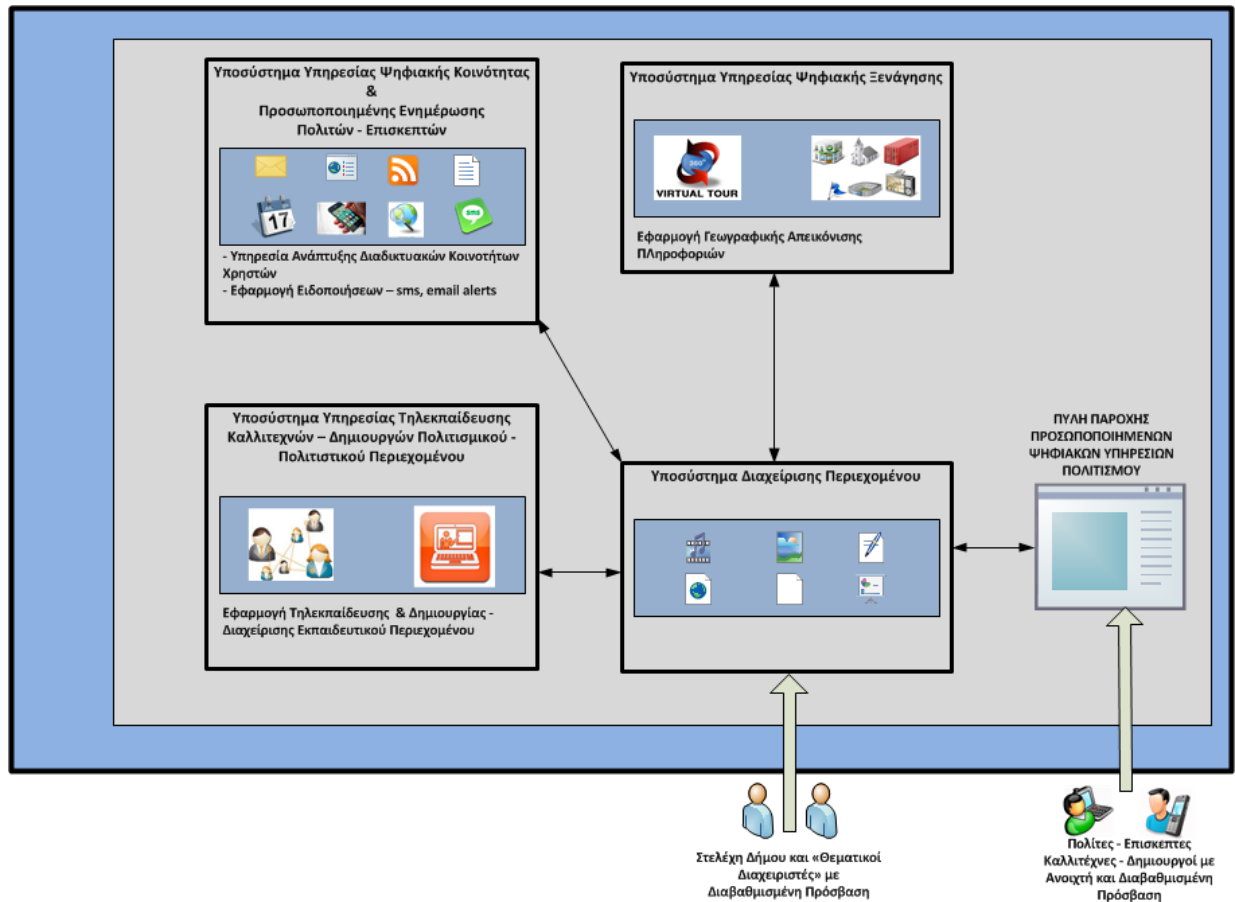 Υποσύστημα Υπηρεσίας Ψηφιακής Κοινότητας
&
Προσωποποιημένης Ενημέρωσης
Πολιτών - Επισκεπτών
17
sms
- Υπηρεσία Ανάπτυξης Διαδικτυακών Κοινοτήτων
Χρηστών
- Εφαρμογή Ειδοποιήσεων – sms, email alerts
Υποσύστημα Υπηρεσίας Ψηφιακής Ξενάγησης
360°
VIRTUAL TOUR
Εφαρμογή Γεωγραφικής Απεικόνισης
ΠΛηροφοριών
Υποσύστημα Υπηρεσίας Τηλεκπαίδευσης
Καλλιτεχνών – Δημιουργών Πολιτισμικού -
Πολιτιστικού Περιεχομένου
Εφαρμογή Τηλεκπαίδευσης & Δημιουργίας -
Διαχείρισης Εκπαιδευτικού Περιεχομένου
Υποσύστημα Διαχείρισης Περιεχομένου
ΠΥΛΗ ΠΑΡΟΧΗΣ
ΠΡΟΣΩΠΟΠΟΙΗΜΕΝΩΝ
ΨΗΦΙΑΚΩΝ ΥΠΗΡΕΣΙΩΝ
ΠΟΛΙΤΙΣΜΟΥ
Στελέχη Δήμου και «Θεματικοί
Διαχειριστές» με
Διαβαθμισμένη Πρόσβαση
Πολίτες - Επισκεπτες
Καλλιτέχνες - Δημιουργοί με
Ανοιχτή και Διαβαθμισμένη
Πρόσβαση